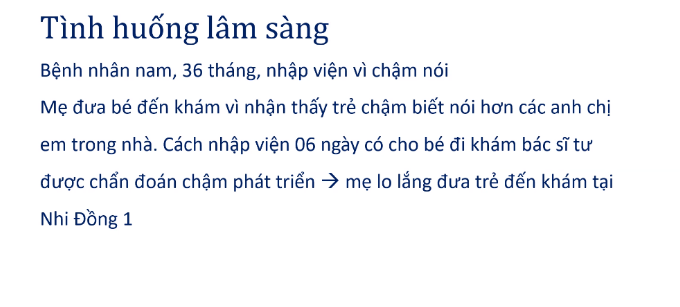 Tình huống lâm sàng
Bệnh nhân nam, 36 tháng, nhập viện vì chậm nói
Mẹ đưa bé đến khám vì nhận thấy trẻ chậm biết nói hơn các anh chị
em trong nhà. Cách nhập viện 06 ngày có cho bé đi khám bác sĩ tư
được chẩn đoán chậm phát triển → mẹ lo lắng đưa trẻ đến khám tại
Nhi Đồng 1